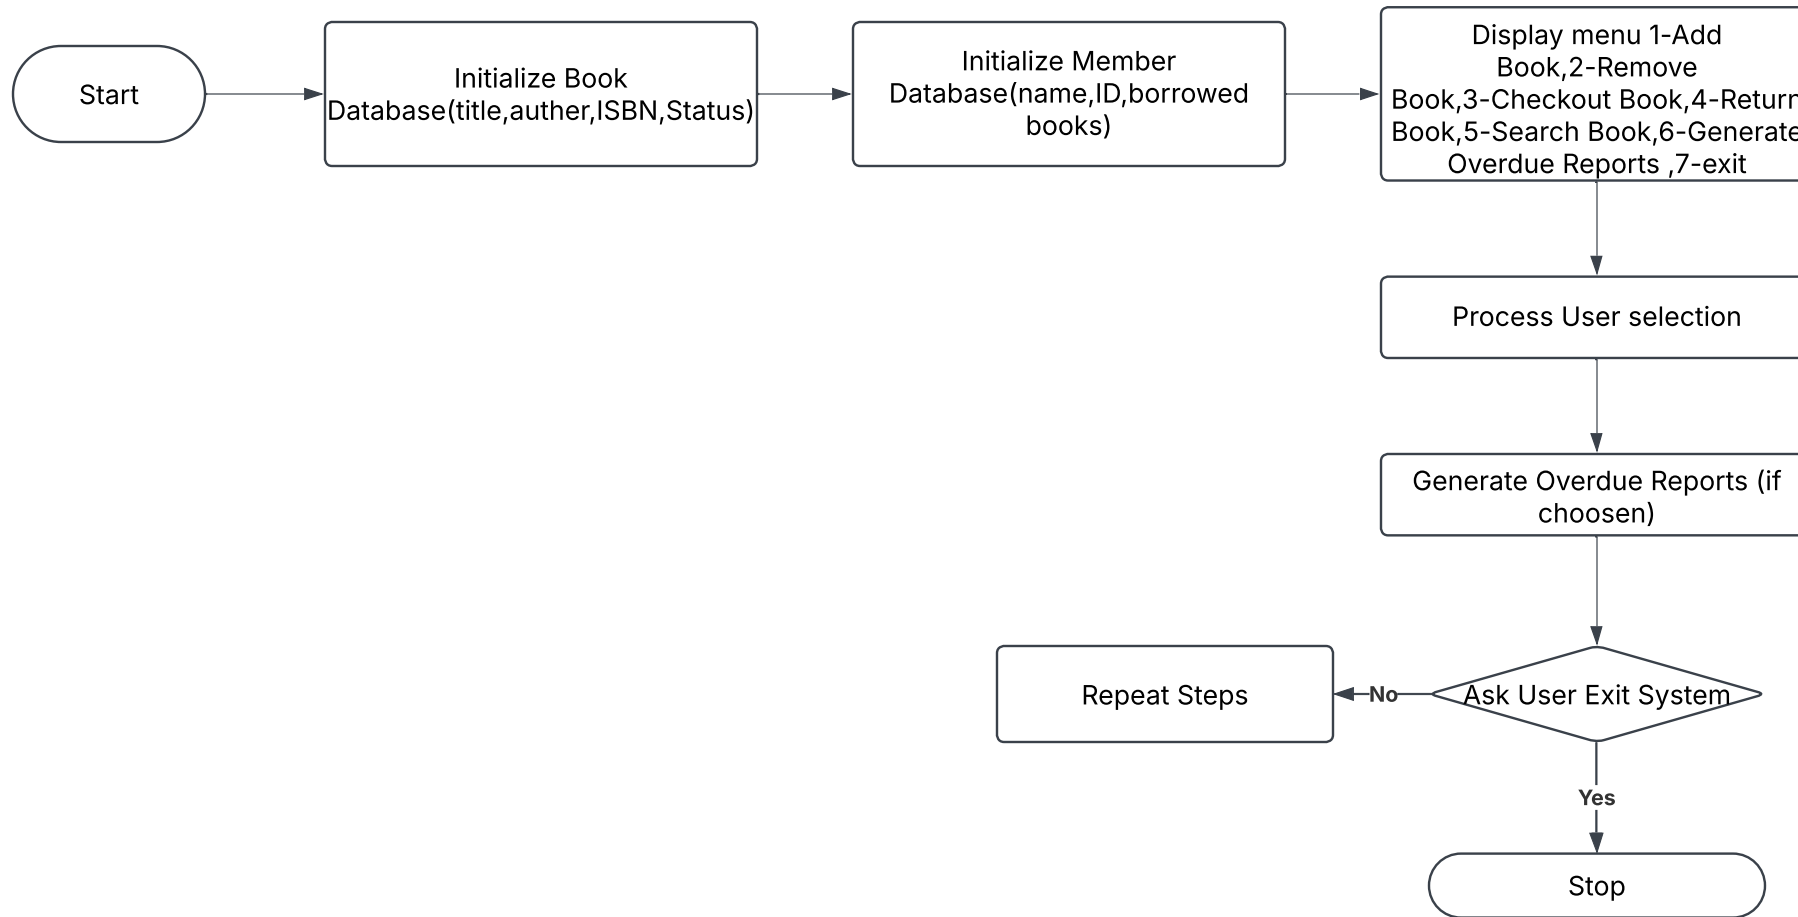 Start
Initialize Book
Database(title,auther,ISBN,Status)
Initialize Member
Database(name,ID,borrowed
books)
Display menu 1-Add
Book,2-Remove
Book,3-Checkout Book,4-Return
Book,5-Search Book,6-Generate
Overdue Reports ,7-exit
Process User selection
Generate Overdue Reports (if
choosen)
Ask User Exit System
No
Repeat Steps
Yes
Stop